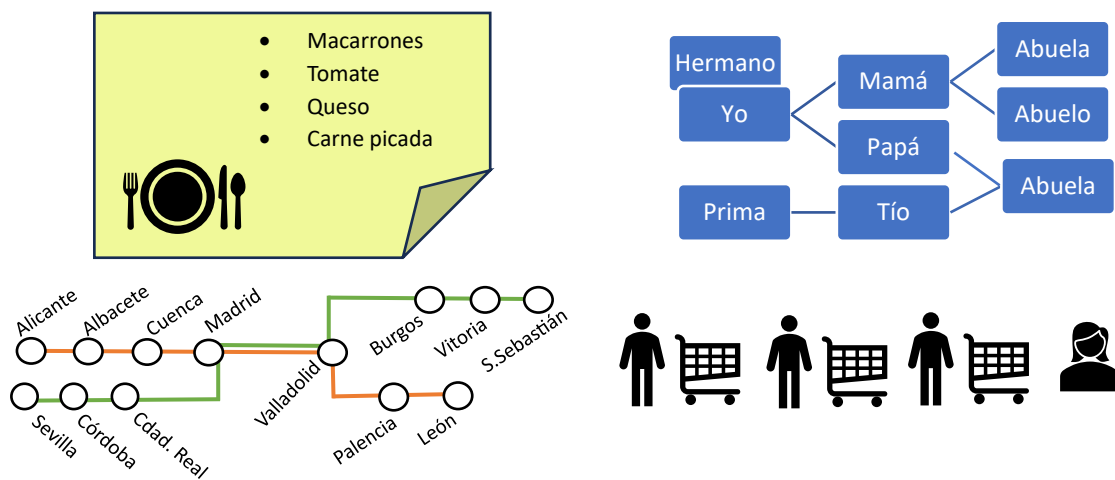 • Macarrones
• Tomate
• Queso
• Carne picada
Hermano
Yo
Mamá
Papá
Abuela
Abuelo
Prima
Tío
Abuela
Alicante
Albacete
Cuenca
Madrid
Valladolid
Burgos
Vitoria
S.Sebastián
Sevilla
Córdoba
Cdad. Real
Palencia
León